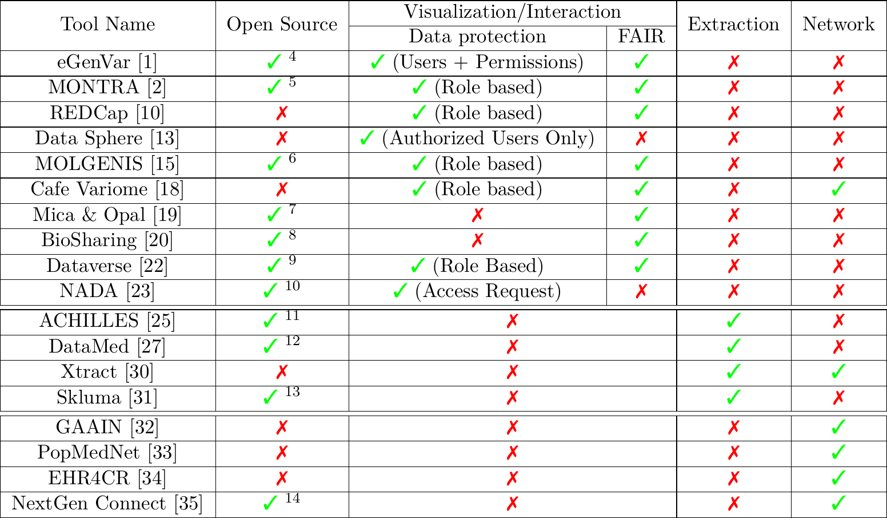 Tool Name Open Source Visualization/Interaction Extraction Network
Data protection FAIR
eGenVar [1] ✓ 4 ✓ (Users + Permissions) ✓ ✗ ✗
MONTRA [2] ✓ 5 ✓ (Role based) ✓ ✗ ✗
REDCap [10] ✗ ✓ (Role based) ✓ ✗ ✗
Data Sphere [13] ✗ ✓ (Authorized Users Only) ✗ ✗ ✗
MOLGENIS [15] ✓ 6 ✓ (Role based) ✓ ✗ ✗
Cafe Variome [18] ✗ ✓ (Role based) ✓ ✗ ✓
Mica & Opal [19] ✓ 7 ✗ ✓ ✗ ✗
BioSharing [20] ✓ 8 ✗ ✓ ✗ ✗
Dataverse [22] ✓ 9 ✓ (Role Based) ✓ ✗ ✗
NADA [23] ✓ 10 ✓ (Access Request) ✗ ✗ ✗
ACHILLES [25] ✓ 11 ✗ ✓ ✗
DataMed [27] ✓ 12 ✗ ✓ ✗
Xtract [30] ✗ ✗ ✓ ✓
Skluma [31] ✓ 13 ✗ ✓ ✗
GAAIN [32] ✗ ✗ ✗ ✓
PopMedNet [33] ✗ ✗ ✗ ✓
EHR4CR [34] ✗ ✗ ✗ ✓
NextGen Connect [35] ✓ 14 ✗ ✗ ✓